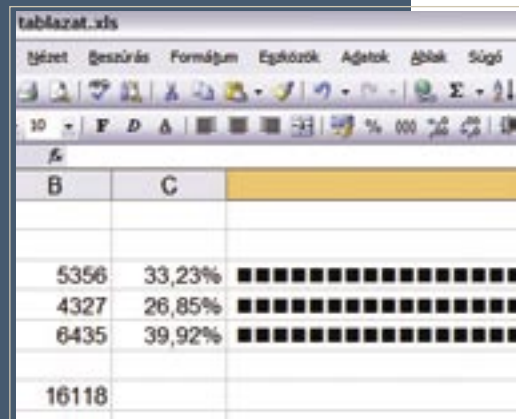 tablazat.xls
Nézet Beszúrás Formátum Eszközök Adatok Ablak Súgó
10 F D A % 000
fx
B C
5356 33,23% ■■■■■■■■■■■■■■■■
4327 26,85% ■■■■■■■■■■■■■■■■
6435 39,92% ■■■■■■■■■■■■■■■■
16118